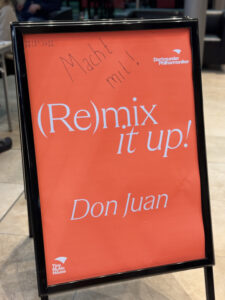 Macht
mit!
Dortmunder
Philharmoniker
(Re)mix
it up!
Don Juan